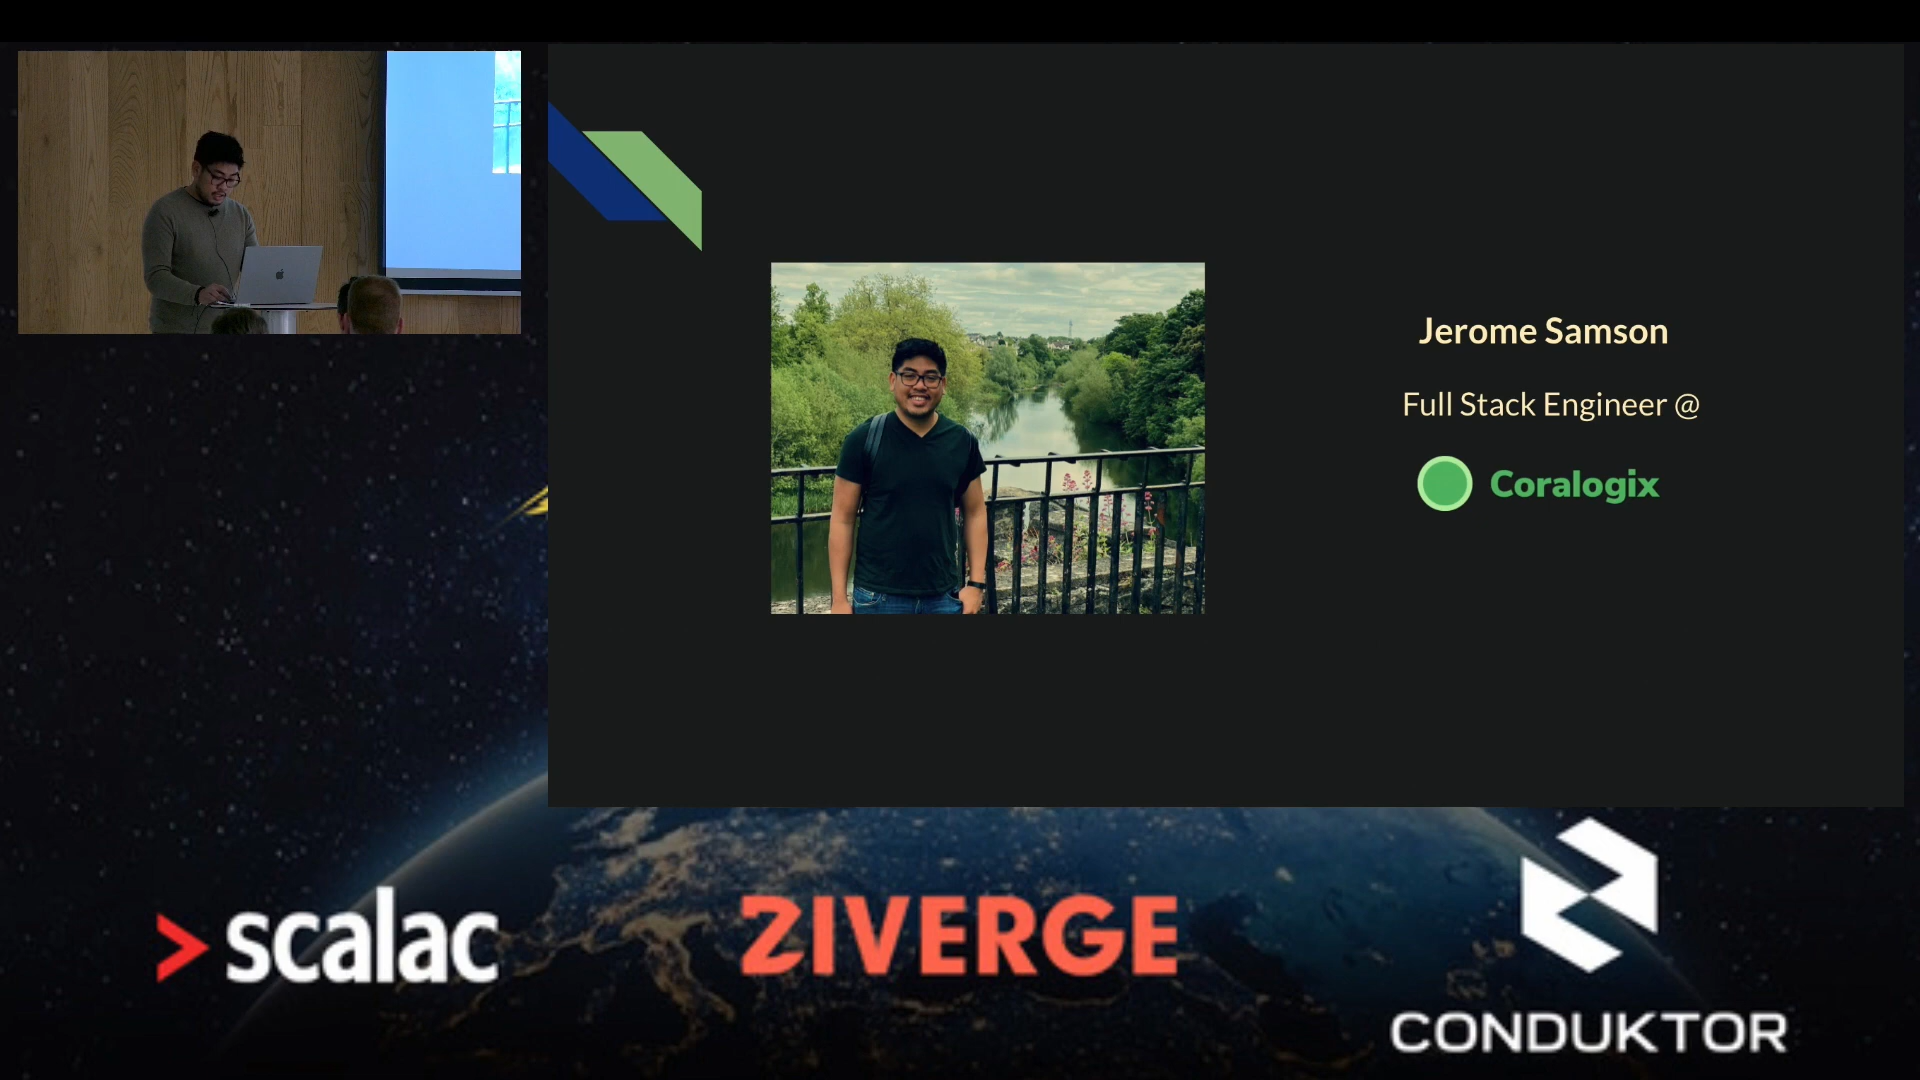 Jerome Samson
Full Stack Engineer @
Coralogix
scalac
ZIVERGE
CONDUKTOR